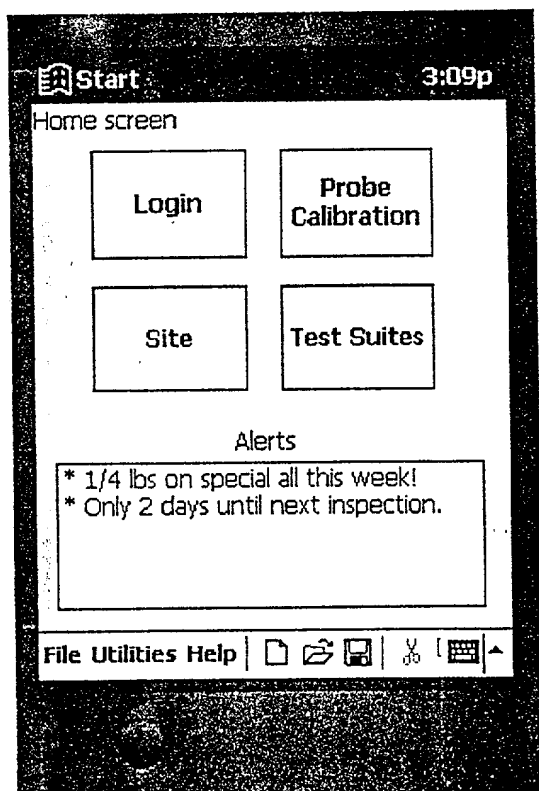 Start 3:09p
Home screen
Login
Probe
Calibration
Site
Test Suites
Alerts
* 1/4 lbs on special all this week!
* Only 2 days until next inspection.
File Utilities Help